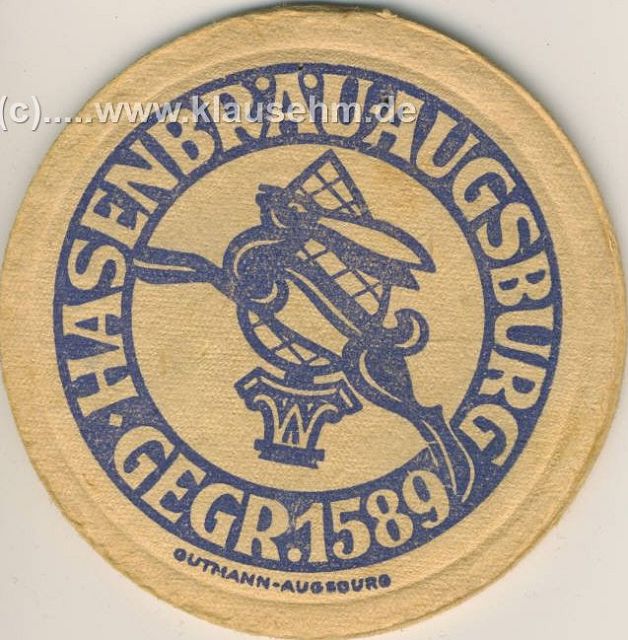 (c).....www.klausehm.de
· HASENBRÄU AUGSBURG
GEGR. 1589
W
GUTMANN-AUGSBURG